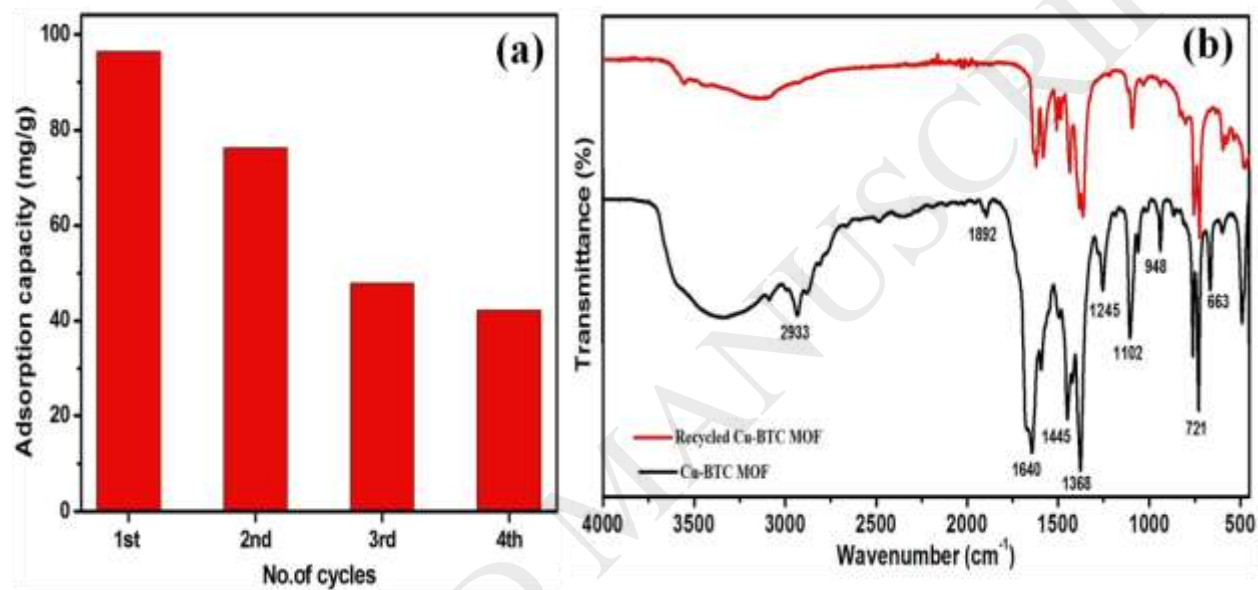 (a)
Adsorption capacity (mg/g)
100
80
60
40
20
0
1st 2nd 3rd 4th
No.of cycles
(b)
Transmittance (%)
1892
2933
948
1245
663
1102
721
1445
1640
1368
Recycled Cu-BTC MOF
Cu-BTC MOF
4000 3500 3000 2500 2000 1500 1000 500
Wavenumber (cm⁻¹)